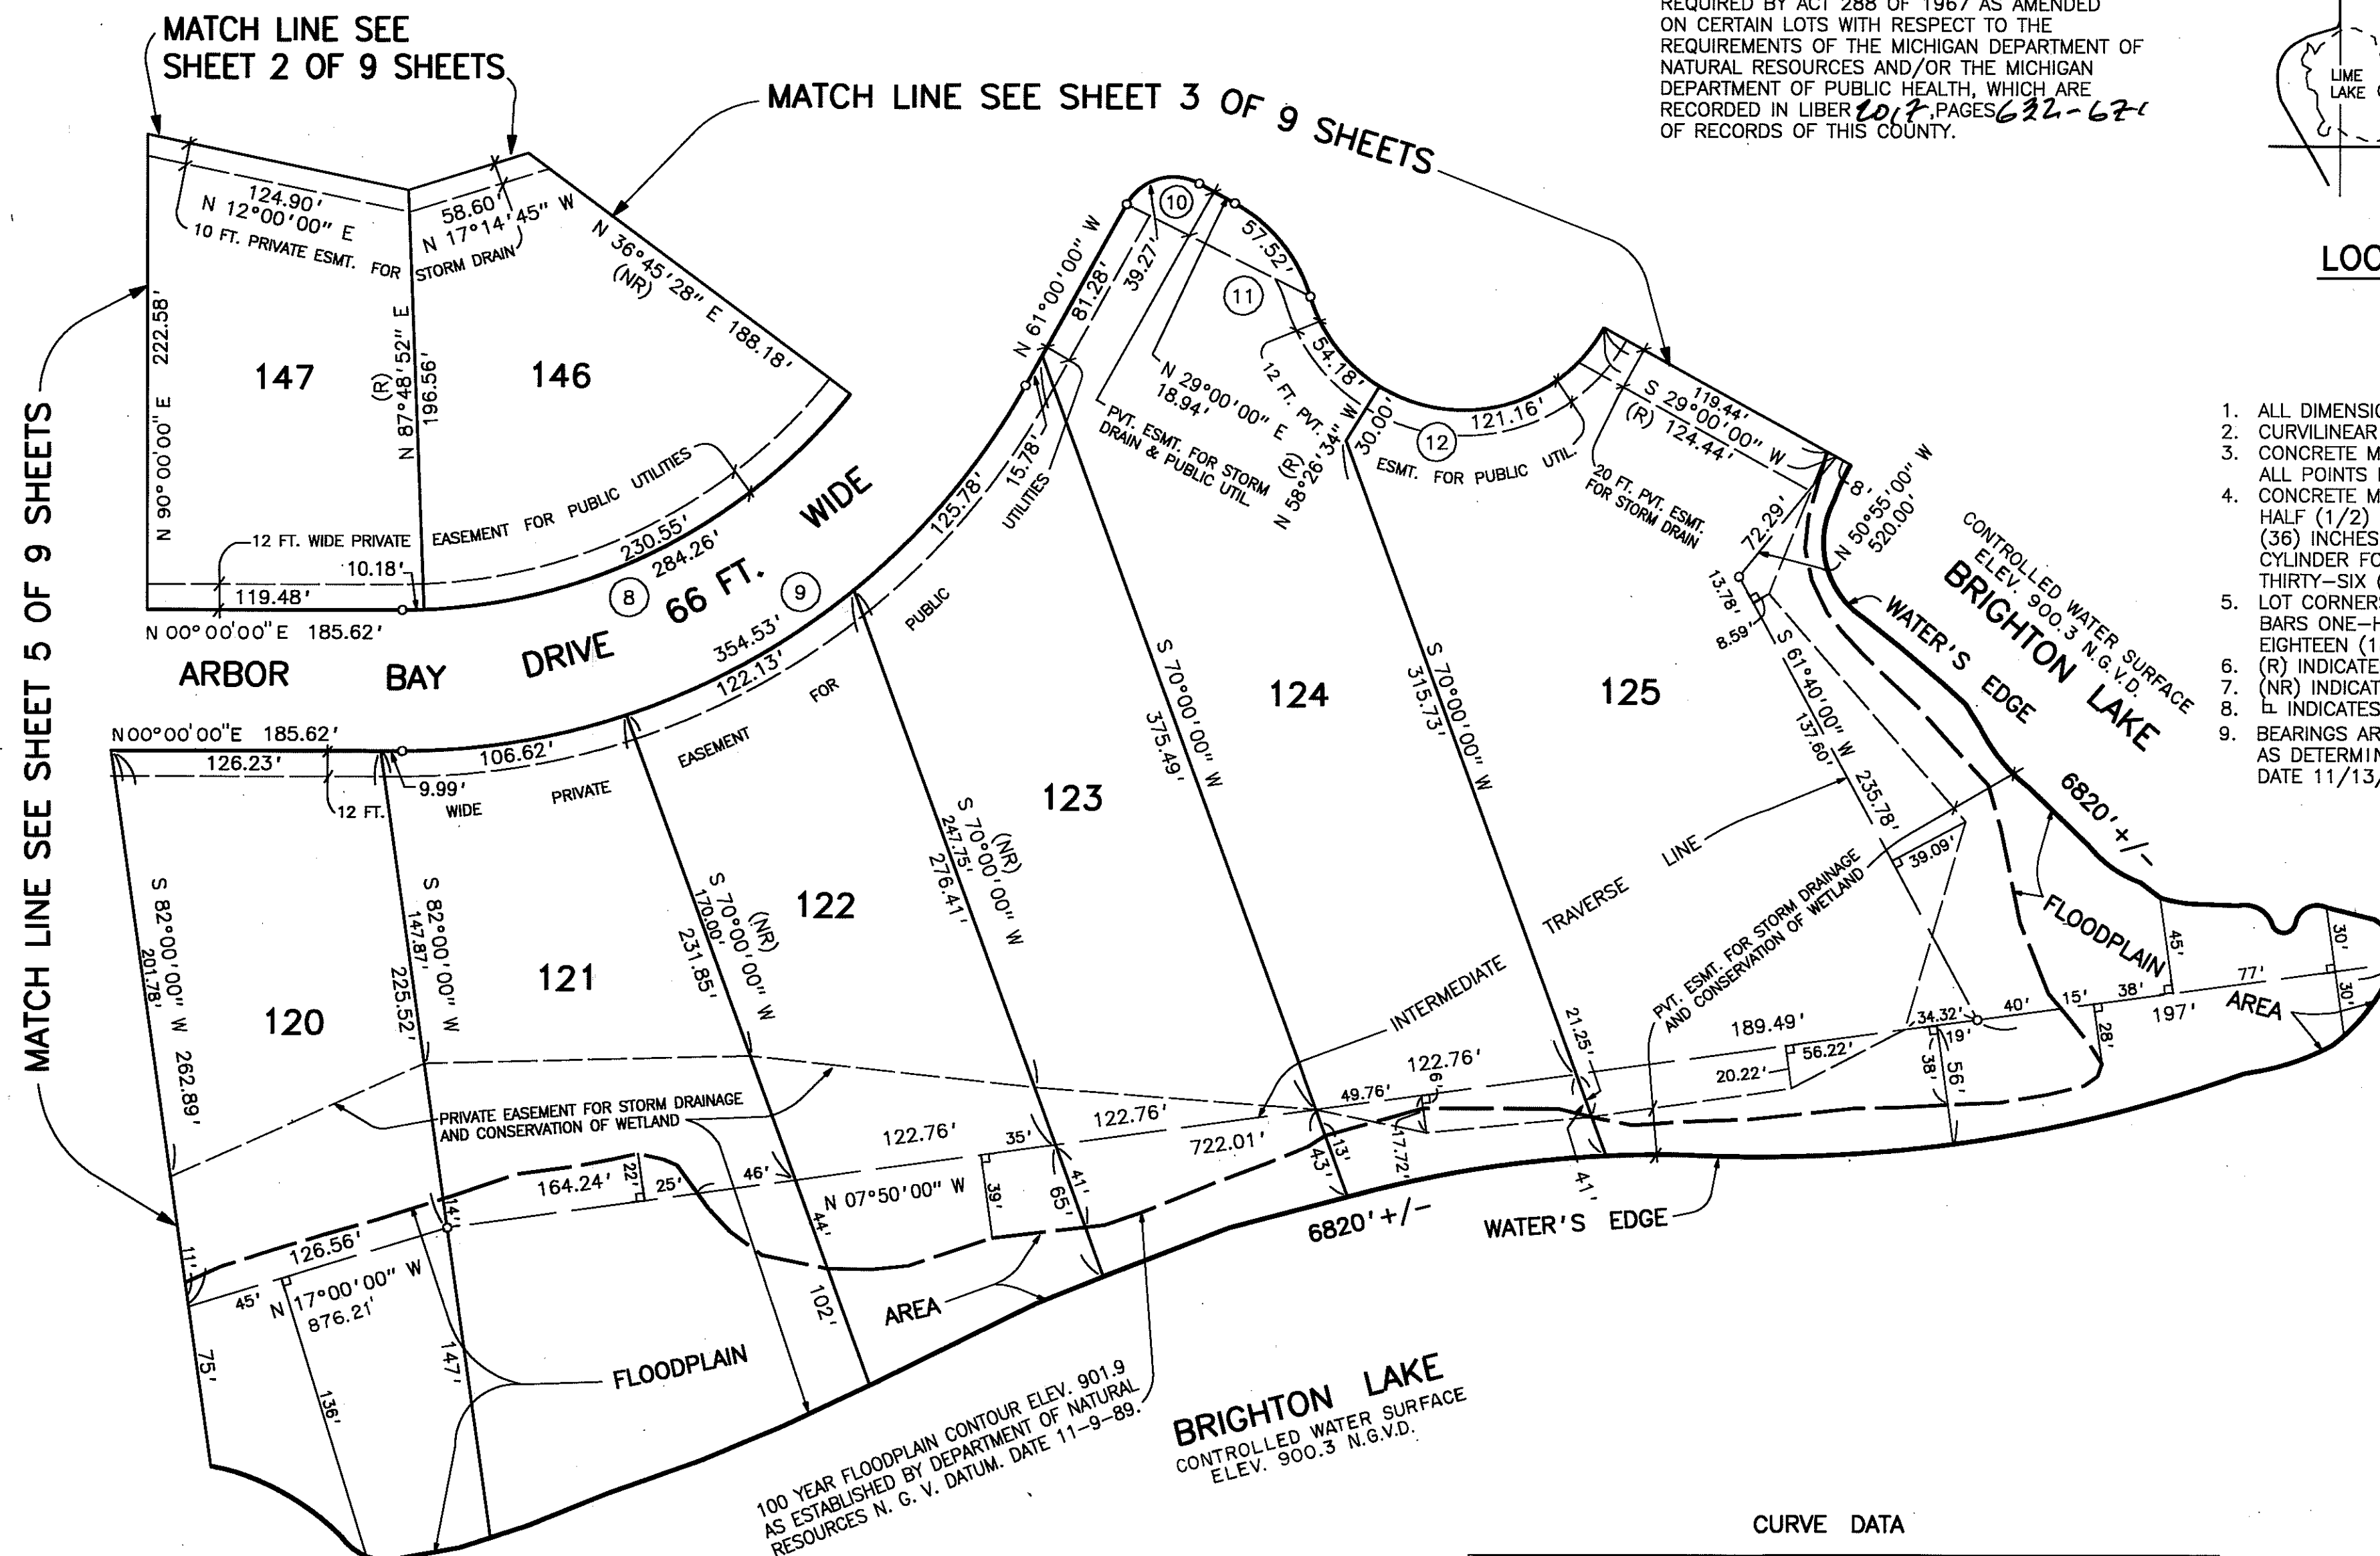 MATCH LINE SEE
SHEET 2 OF 9 SHEETS
MATCH LINE SEE SHEET 3 OF 9 SHEETS
REQUIRED BY ACT 288 OF 1967 AS AMENDED
ON CERTAIN LOTS WITH RESPECT TO THE
REQUIREMENTS OF THE MICHIGAN DEPARTMENT OF
NATURAL RESOURCES AND/OR THE MICHIGAN
DEPARTMENT OF PUBLIC HEALTH, WHICH ARE
RECORDED IN LIBER 2017, PAGES
OF RECORDS OF THIS COUNTY.
LIME
LAKE
LOC
MATCH LINE SEE SHEET 5 OF 9 SHEETS
124.90'
N 12°00'00" E
10 FT. PRIVATE ESMT. FOR STORM DRAIN
58.60'
N 17°14'45" W
N 36°45'28" E 188.18'
(NR)
N 90°00'00" E 222.58'
147
(R)
N 87°48'52" E
196.56'
146
12 FT. WIDE PRIVATE EASEMENT FOR PUBLIC UTILITIES
10.18'
119.48'
230.55'
284.26'
8
N 00°00'00" E 185.62'
ARBOR BAY DRIVE 66 FT. WIDE
9
354.53'
N 61°00'00" W
81.28'
39.27'
10
57.52'
11
54.18'
12 FT. PVT.
ESMT. FOR PUBLIC UTIL.
N 29°00'00" E
18.94'
PVT. ESMT. FOR STORM
DRAIN & PUBLIC UTIL.
(R)
N 58°26'34" W
30.00'
12
121.16'
119.44'
S 29°00'00" W
(R) 124.44'
20 FT. PVT. ESMT.
FOR STORM DRAIN
8'
N 50°55'00" W
520.00'
72.29'
13.78'
8.59'
S 61°40'00" W 235.78'
137.60'
CONTROLLED WATER SURFACE
ELEV. 900.3 N.G.V.D.
BRIGHTON LAKE
WATER'S EDGE
6820'+/-
1. ALL DIMENSI
2. CURVILINEAR
3. CONCRETE M
ALL POINTS
4. CONCRETE M
HALF (1/2)
(36) INCHES
CYLINDER FO
THIRTY-SIX (
5. LOT CORNERS
BARS ONE-H
EIGHTEEN (1
6. (R) INDICATE
7. (NR) INDICAT
8. INDICATES
9. BEARINGS AR
AS DETERMIN
DATE 11/13/
N 00°00'00"E 185.62'
126.23'
9.99'
106.62'
122.13'
125.78'
15.78'
12 FT. WIDE PRIVATE EASEMENT FOR PUBLIC UTILITIES
S 82°00'00" W 262.89'
201.78'
120
S 82°00'00" W
147.87'
225.52'
121
(NR)
S 70°00'00" W
170.00'
231.85'
122
(NR)
S 70°00'00" W
247.75'
276.41'
123
S 70°00'00" W
375.49'
124
S 70°00'00" W
315.73'
125
INTERMEDIATE TRAVERSE LINE
PVT. ESMT. FOR STORM DRAINAGE
AND CONSERVATION OF WETLAND
39.09'
FLOODPLAIN
AREA
45'
30'
77'
30'
38'
197'
15'
40'
28'
34.32'
19'
38'
56'
189.49'
56.22'
20.22'
21.25'
122.76'
49.76'
6'
17.72'
41'
13'
43'
122.76'
722.01'
35'
122.76'
41'
65'
39'
N 07°50'00" W
46'
44'
102'
25'
22'
164.24'
14'
147'
PRIVATE EASEMENT FOR STORM DRAINAGE
AND CONSERVATION OF WETLAND
126.56'
11'
45'
N 17°00'00" W
876.21'
75'
136'
FLOODPLAIN
AREA
6820'+/-
WATER'S EDGE
100 YEAR FLOODPLAIN CONTOUR ELEV. 901.9
AS ESTABLISHED BY DEPARTMENT OF NATURAL
RESOURCES N. G. V. DATUM. DATE 11-9-89.
BRIGHTON LAKE
CONTROLLED WATER SURFACE
ELEV. 900.3 N.G.V.D.
CURVE DATA